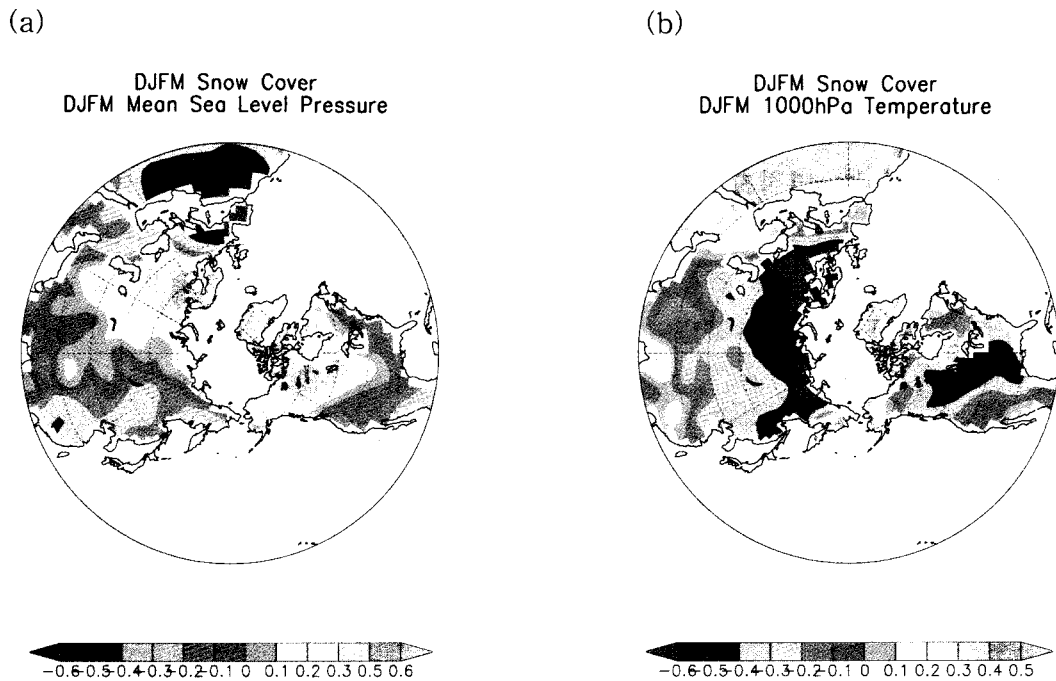 (a)
(b)
DJFM Snow Cover
DJFM Mean Sea Level Pressure
DJFM Snow Cover
DJFM 1000hPa Temperature
-0.6 -0.5 -0.4 -0.3 -0.2 -0.1 0 0.1 0.2 0.3 0.4 0.5 0.6
-0.6 -0.5 -0.4 -0.3 -0.2 -0.1 0 0.1 0.2 0.3 0.4 0.5